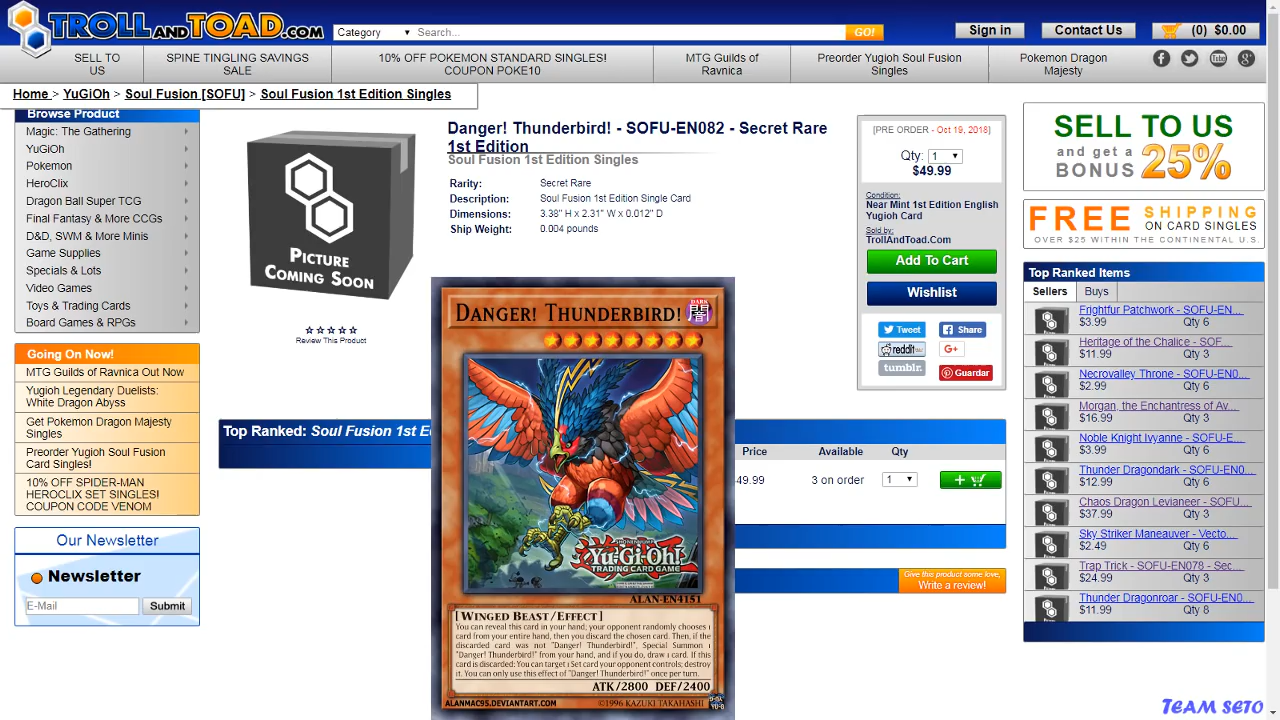 TROLL AND TOAD.COM
Category
Search...
GO!
Sign in
Contact Us
(0) $0.00
SELL TO
US
SPINE TINGLING SAVINGS
SALE
10% OFF POKEMON STANDARD SINGLES!
COUPON POKE10
MTG Guilds of
Ravnica
Preorder Yugioh Soul Fusion
Singles
Pokemon Dragon
Majesty
Home > YuGiOh > Soul Fusion [SOFU] > Soul Fusion 1st Edition Singles
Browse Product
Magic: The Gathering
YuGiOh
Pokemon
HeroClix
Dragon Ball Super TCG
Final Fantasy & More CCGs
D&D, SWM & More Minis
Game Supplies
Specials & Lots
Video Games
Toys & Trading Cards
Board Games & RPGs
Going On Now!
MTG Guilds of Ravnica Out Now
Yugioh Legendary Duelists:
White Dragon Abyss
Get Pokemon Dragon Majesty
Singles
Preorder Yugioh Soul Fusion
Card Singles!
10% OFF SPIDER-MAN
HEROCLIX SET SINGLES!
COUPON CODE VENOM
Our Newsletter
Newsletter
E-Mail
Submit
PICTURE
COMING SOON
Review This Product
Danger! Thunderbird! - SOFU-EN082 - Secret Rare
1st Edition
Soul Fusion 1st Edition Singles
Rarity: Secret Rare
Description: Soul Fusion 1st Edition Single Card
Dimensions: 3.38" H x 2.31" W x 0.012" D
Ship Weight: 0.004 pounds
Top Ranked: Soul Fusion 1st E
DANGER! THUNDERBIRD!
DARK
闇
SHONEN JUMP
Yu-Gi-Oh!
TRADING CARD GAME
ALAN-EN4151
[WINGED BEAST/EFFECT]
You can reveal this card in your hand; your opponent randomly chooses 1
card from your entire hand, then you discard the chosen card. Then, if the
discarded card was not "Danger! Thunderbird!", Special Summon 1
"Danger! Thunderbird!" from your hand, and if you do, draw 1 card. If this
card is discarded: You can target 1 Set card your opponent controls; destroy
it. You can only use this effect of "Danger! Thunderbird!" once per turn.
ATK/2800 DEF/2400
ALANMAC95.DEVIANTART.COM
©1996 KAZUKI TAKAHASHI
[PRE ORDER - Oct 19, 2018]
Qty: 1
$49.99
Condition:
Near Mint 1st Edition English
Yugioh Card
Sold by:
TrollAndToad.Com
Add To Cart
Wishlist
Tweet
Share
reddit
G+
tumblr.
Guardar
Price Available Qty
49.99 3 on order 1
Give this product some love,
Write a review!
SELL TO US
and get a
BONUS 25%
FREE SHIPPING
ON CARD SINGLES
OVER $25 WITHIN THE CONTINENTAL U.S.
Top Ranked Items
Sellers Buys
Frightfur Patchwork - SOFU-EN...
$3.99 Qty 6
Heritage of the Chalice - SOF...
$11.99 Qty 3
Necrovalley Throne - SOFU-EN0...
$2.99 Qty 6
Morgan, the Enchantress of Av...
$16.99 Qty 3
Noble Knight Ivyanne - SOFU-E...
$3.99 Qty 6
Thunder Dragondark - SOFU-EN0...
$12.99 Qty 6
Chaos Dragon Levianeer - SOFU...
$37.99 Qty 3
Sky Striker Maneuver - Vecto...
$2.49 Qty 6
Trap Trick - SOFU-EN078 - Sec...
$24.99 Qty 3
Thunder Dragonroar - SOFU-EN0...
$11.99 Qty 8
TEAM SETO